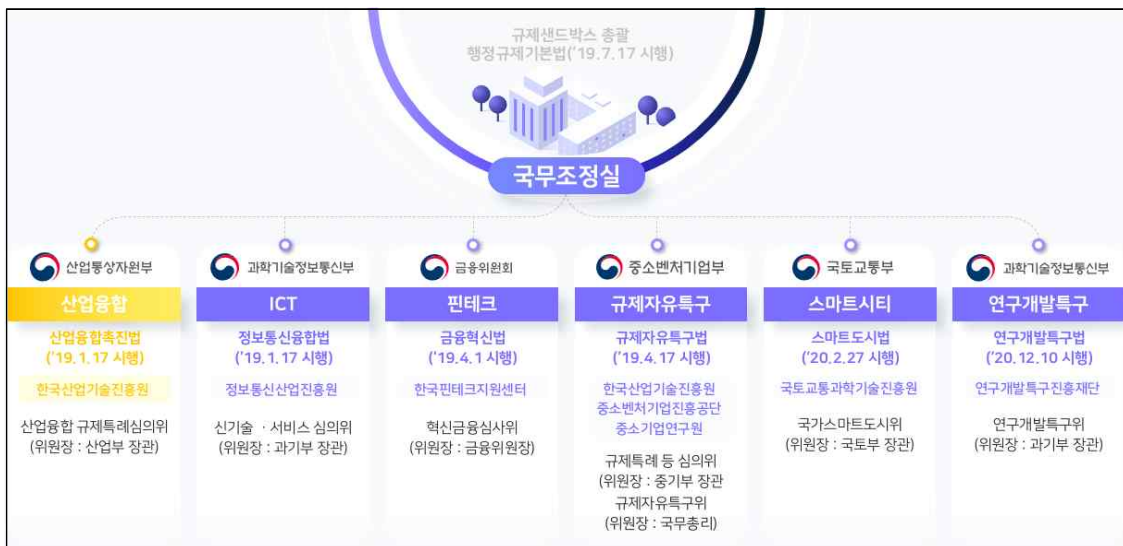 규제샌드박스 총괄
행정규제기본법('19.7.17 시행)
국무조정실
산업통상자원부
산업융합
산업융합촉진법
('19.1.17 시행)
한국산업기술진흥원
산업융합 규제특례심의위
(위원장 : 산업부 장관)
과학기술정보통신부
ICT
정보통신융합법
('19.1.17 시행)
정보통신산업진흥원
신기술 · 서비스 심의위
(위원장 : 과기부 장관)
금융위원회
핀테크
금융혁신법
('19.4.1 시행)
한국핀테크지원센터
혁신금융심사위
(위원장 : 금융위원장)
중소벤처기업부
규제자유특구
규제자유특구법
('19.4.17 시행)
한국산업기술진흥원
중소벤처기업진흥공단
중소기업연구원
규제특례 등 심의위
(위원장 : 중기부 장관
규제자유특구위
(위원장 : 국무총리)
국토교통부
스마트시티
스마트도시법
('20.2.27 시행)
국토교통과학기술진흥원
국가스마트도시위
(위원장 : 국토부 장관)
과학기술정보통신부
연구개발특구
연구개발특구법
('20.12.10 시행)
연구개발특구진흥재단
연구개발특구위
(위원장 : 과기부 장관)